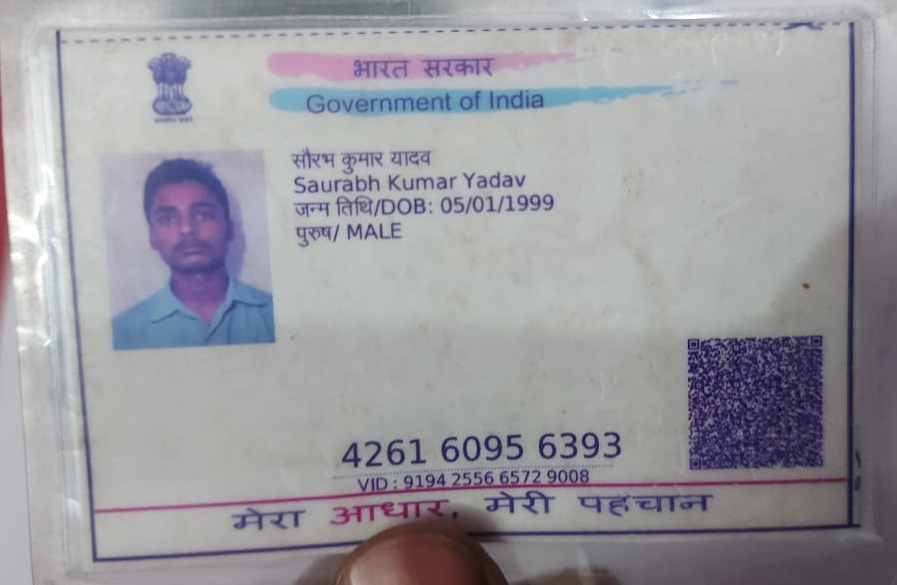 भारत सरकार
Government of India
सौरभ कुमार यादव
Saurabh Kumar Yadav
जन्म तिथि/DOB: 05/01/1999
पुरुष/ MALE
4261 6095 6393
VID : 9194 2556 6572 9008
मेरा आधार, मेरी पहचान